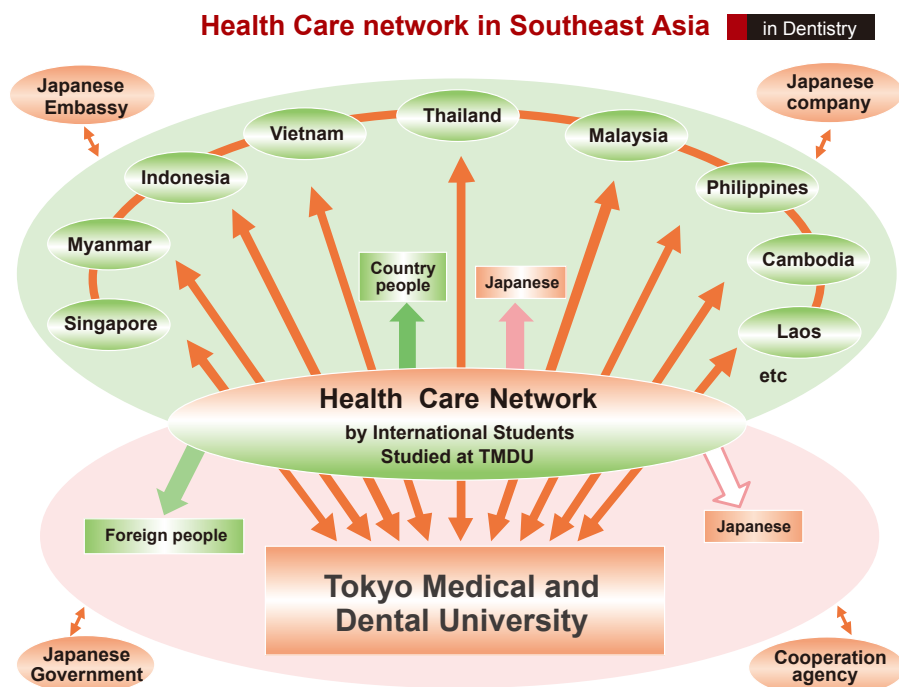 Health Care network in Southeast Asia
in Dentistry
Japanese
Embassy
Japanese
company
Thailand
Vietnam
Malaysia
Indonesia
Philippines
Myanmar
Cambodia
Singapore
Laos
etc
Country
people
Japanese
Health Care Network
by International Students
Studied at TMDU
Foreign people
Japanese
Tokyo Medical and
Dental University
Japanese
Government
Cooperation
agency